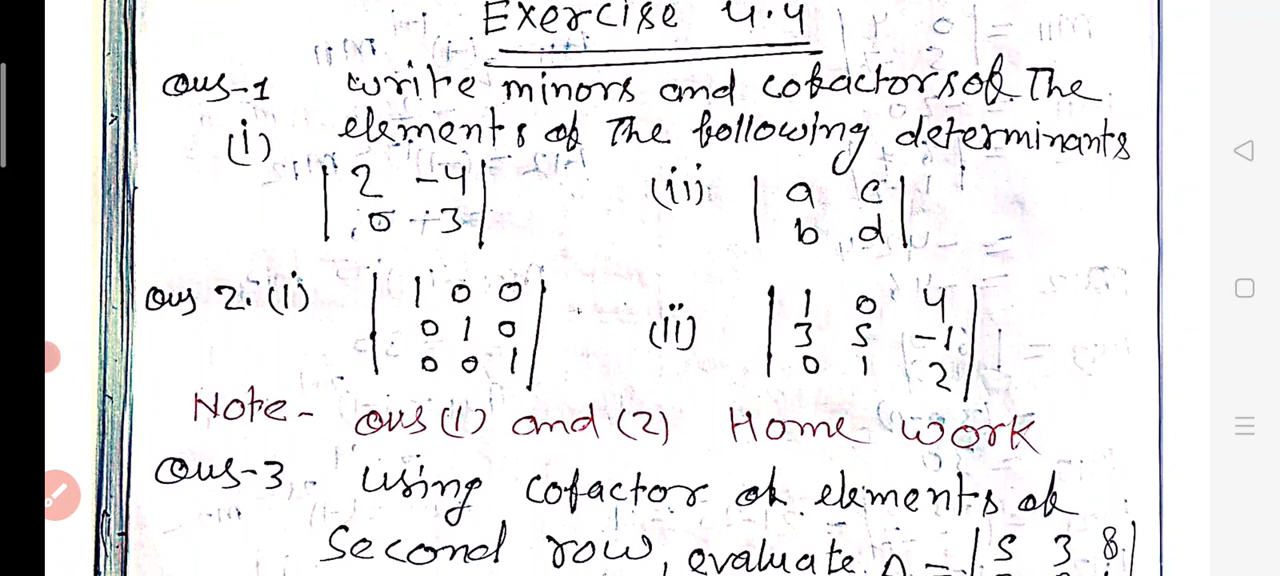 Exercise 4.4
Ques-1 write minors and cofactors of The
(i) elements of The following determinants
| 2 -4 | (ii) | a c |
| 0 3 | | b d |
Ques 2. (i) | 1 0 0 | (ii) | 1 0 4 |
| 0 1 0 | | 3 5 -1 |
| 0 0 1 | | 0 1 2 |
Note- Ques (1) and (2) Home work
Ques-3. using cofactor of elements of
Second row, evaluate Δ = | 5 3 8 |